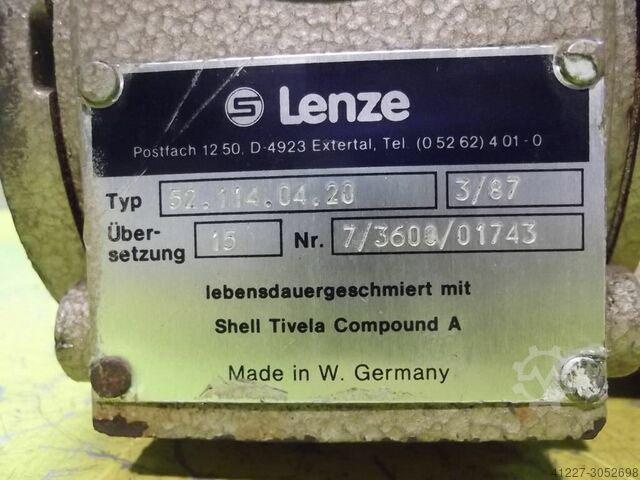 Lenze
Postfach 12 50, D-4923 Extertal, Tel. (0 52 62) 4 01 - 0
Typ 52.114.04.20 3/87
Über-
setzung 15 Nr. 7/3608/01743
lebensdauergeschmiert mit
Shell Tivela Compound A
Made in W. Germany
41227-3052698